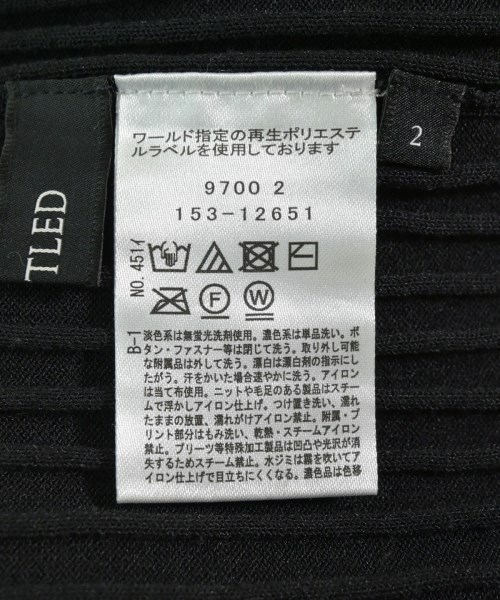 TLED
2
ワールド指定の再生ポリエステ
ルラベルを使用しております
9700 2
153-12651
NO.451イ
F
W
B-1
淡色系は無蛍光洗剤使用。濃色系は単品洗い。ボ
タン・ファスナー等は閉じて洗う。取り外し可能
な附属品は外して洗う。漂白は漂白剤の指示にし
たがう。汗をかいた場合速やかに洗う。アイロン
は当て布使用。ニットや毛足のある製品はスチー
ムで浮かしアイロン仕上げ。つけ置き洗い、濡れ
たままの放置、濡れがけアイロン禁止。附属・プ
リント部分はもみ洗い、乾熱・スチームアイロン
禁止。プリーツ等特殊加工製品は凹凸や光沢が消
失するためスチーム禁止。水ジミは霧を吹いてア
イロン仕上げで目立ちにくくなる。濃色品は色移